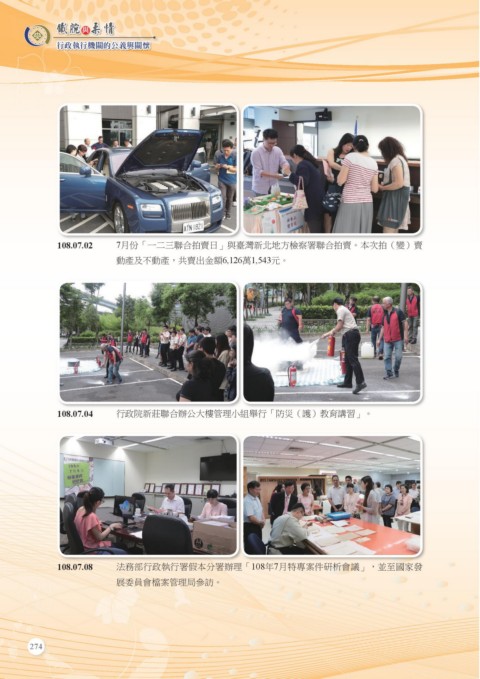 鐵腕與柔情
行政執行機關的公義與關懷
108.07.02 7月份「一二三聯合拍賣日」與臺灣新北地方檢察署聯合拍賣，本次拍（變）賣
動產及不動產，共賣出金額6,126萬1,543元。
108.07.04 行政院新莊聯合辦公大樓管理小組舉行「防災（護）教育講習」。
108.07.08 法務部行政執行署假本分署辦理「108年7月特專案件研析會議」，並至國家發
展委員會檔案管理局參訪。
274